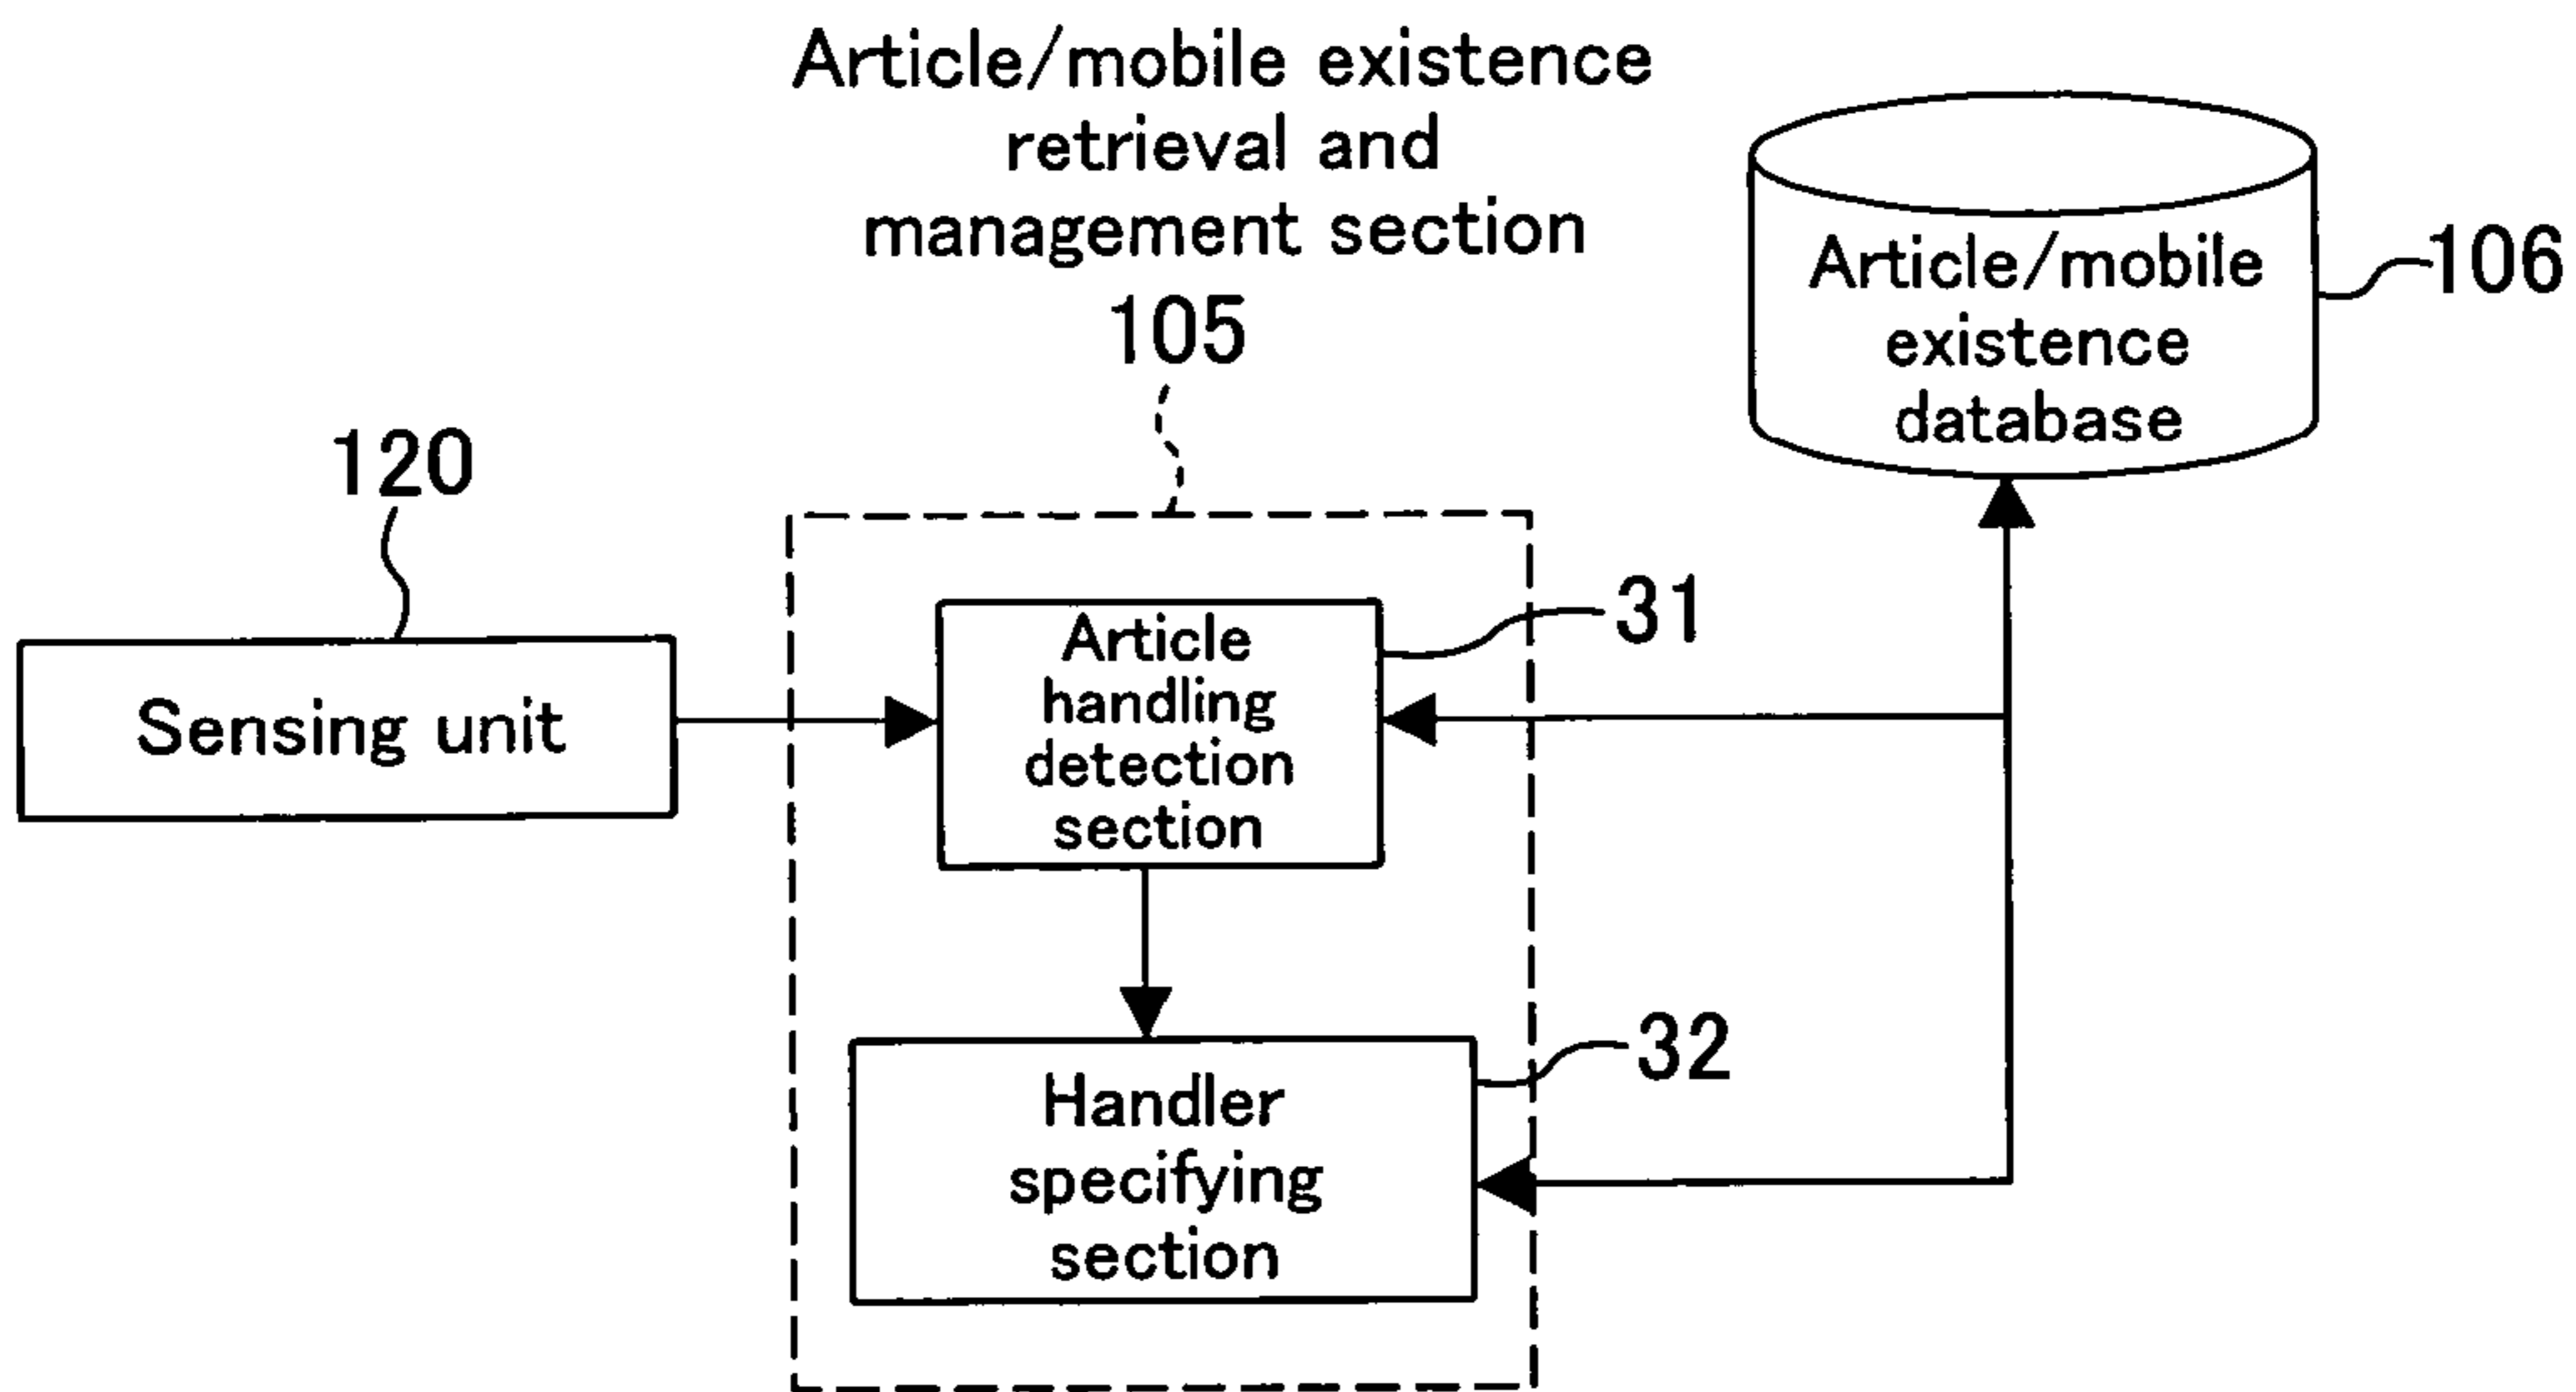 Article/mobile existence
retrieval and
management section
105
Article/mobile
existence
database
106
120
Sensing unit
Article
handling
detection
section
31
Handler
specifying
section
32